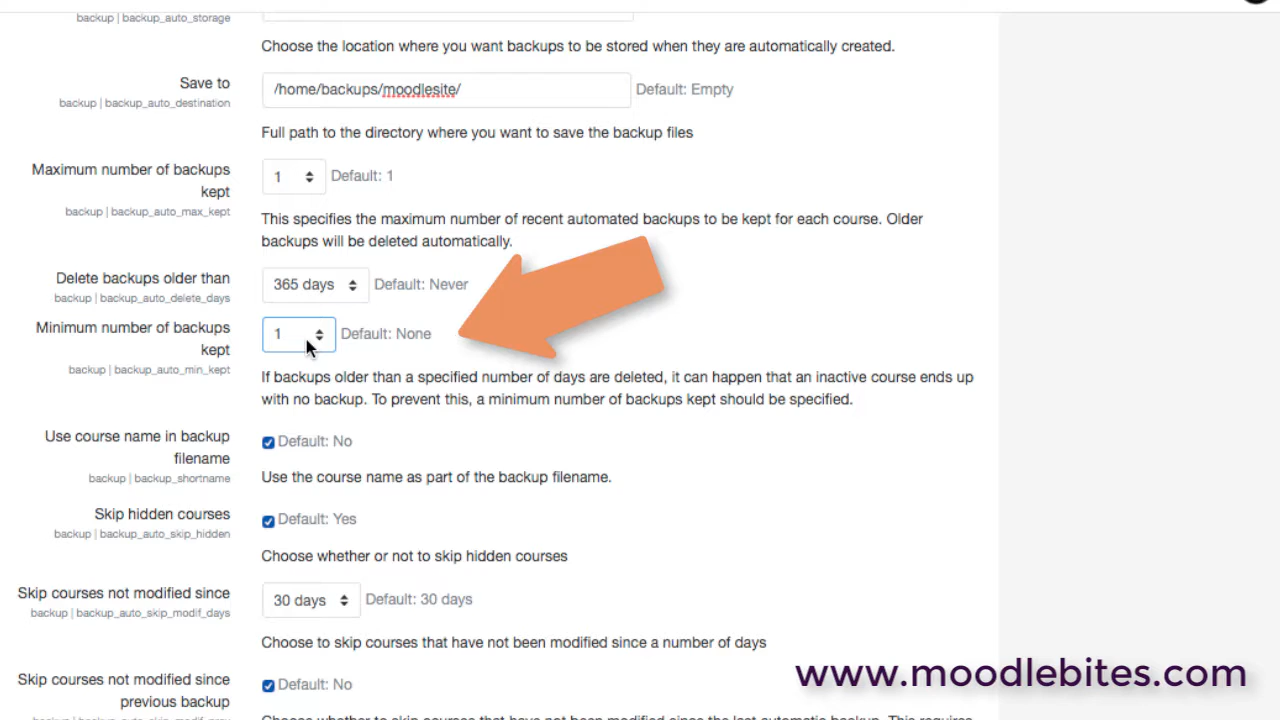 backup | backup_auto_storage
Choose the location where you want backups to be stored when they are automatically created.
Save to
/home/backups/moodlesite/ Default: Empty
backup | backup_auto_destination
Full path to the directory where you want to save the backup files
Maximum number of backups
kept
1 Default: 1
backup | backup_auto_max_kept
This specifies the maximum number of recent automated backups to be kept for each course. Older
backups will be deleted automatically.
Delete backups older than
365 days Default: Never
backup | backup_auto_delete_days
Minimum number of backups
kept
1 Default: None
backup | backup_auto_min_kept
If backups older than a specified number of days are deleted, it can happen that an inactive course ends up
with no backup. To prevent this, a minimum number of backups kept should be specified.
Use course name in backup
filename
Default: No
backup | backup_shortname
Use the course name as part of the backup filename.
Skip hidden courses
Default: Yes
backup | backup_auto_skip_hidden
Choose whether or not to skip hidden courses
Skip courses not modified since
30 days Default: 30 days
backup | backup_auto_skip_modif_days
Choose to skip courses that have not been modified since a number of days
www.moodlebites.com
Skip courses not modified since
previous backup
Default: No